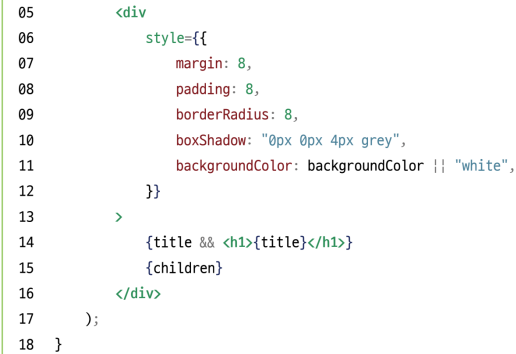 05 <div
06 style={{
07 margin: 8,
08 padding: 8,
09 borderRadius: 8,
10 boxShadow: "0px 0px 4px grey",
11 backgroundColor: backgroundColor || "white",
12 }}
13 >
14 {title && <h1>{title}</h1>}
15 {children}
16 </div>
17 );
18 }